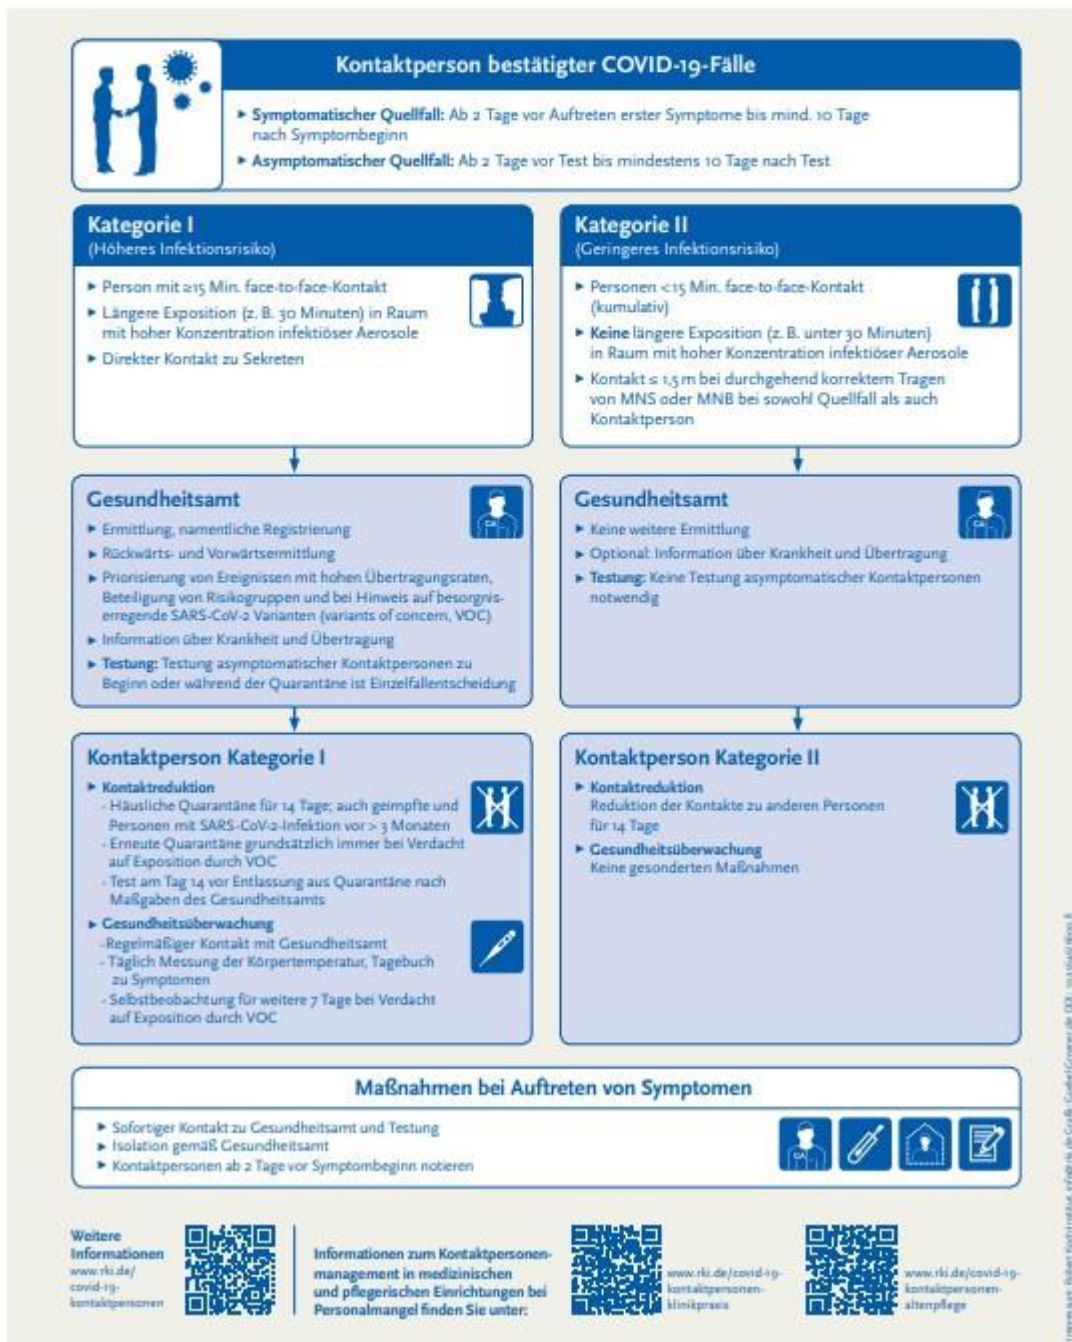 Kontaktperson bestätigter COVID-19-Fälle
▸ Symptomatischer Quellfall: Ab 2 Tage vor Auftreten erster Symptome bis mind. 10 Tage
nach Symptombeginn
▸ Asymptomatischer Quellfall: Ab 2 Tage vor Test bis mindestens 10 Tage nach Test
Kategorie I
(Höheres Infektionsrisiko)
▸ Person mit ≥15 Min. face-to-face-Kontakt
▸ Längere Exposition (z. B. 30 Minuten) in Raum
mit hoher Konzentration infektiöser Aerosole
▸ Direkter Kontakt zu Sekreten
Kategorie II
(Geringeres Infektionsrisiko)
▸ Personen <15 Min. face-to-face-Kontakt
(kumulativ)
▸ Keine längere Exposition (z. B. unter 30 Minuten)
in Raum mit hoher Konzentration infektiöser Aerosole
▸ Kontakt ≤ 1,5 m bei durchgehend korrektem Tragen
von MNS oder MNB bei sowohl Quellfall als auch
Kontaktperson
Gesundheitsamt
▸ Ermittlung, namentliche Registrierung
▸ Rückwärts- und Vorwärtsermittlung
▸ Priorisierung von Ereignissen mit hohen Übertragungsraten,
Beteiligung von Risikogruppen und bei Hinweis auf besorgnis-
erregende SARS-CoV-2 Varianten (variants of concern, VOC)
▸ Information über Krankheit und Übertragung
▸ Testung: Testung asymptomatischer Kontaktpersonen zu
Beginn oder während der Quarantäne ist Einzelfallentscheidung
Gesundheitsamt
▸ Keine weitere Ermittlung
▸ Optional: Information über Krankheit und Übertragung
▸ Testung: Keine Testung asymptomatischer Kontaktpersonen
notwendig
Kontaktperson Kategorie I
▸ Kontaktreduktion
- Häusliche Quarantäne für 14 Tage; auch geimpfte und
Personen mit SARS-CoV-2-Infektion vor > 3 Monaten
- Erneute Quarantäne grundsätzlich immer bei Verdacht
auf Exposition durch VOC
- Test am Tag 14 vor Entlassung aus Quarantäne nach
Maßgaben des Gesundheitsamts
▸ Gesundheitsüberwachung
-Regelmäßiger Kontakt mit Gesundheitsamt
- Täglich Messung der Körpertemperatur, Tagebuch
zu Symptomen
- Selbstbeobachtung für weitere 7 Tage bei Verdacht
auf Exposition durch VOC
Kontaktperson Kategorie II
▸ Kontaktreduktion
Reduktion der Kontakte zu anderen Personen
für 14 Tage
▸ Gesundheitsüberwachung
Keine gesonderten Maßnahmen
Maßnahmen bei Auftreten von Symptomen
▸ Sofortiger Kontakt zu Gesundheitsamt und Testung
▸ Isolation gemäß Gesundheitsamt
▸ Kontaktpersonen ab 2 Tage vor Symptombeginn notieren
Weitere
Informationen
www.rki.de/
covid-19-
kontaktpersonen
Informationen zum Kontaktpersonen-
management in medizinischen
und pflegerischen Einrichtungen bei
Personalmangel finden Sie unter:
www.rki.de/covid-19-
kontaktpersonen-
klinikpraxis
www.rki.de/covid-19-
kontaktpersonen-
altenpflege